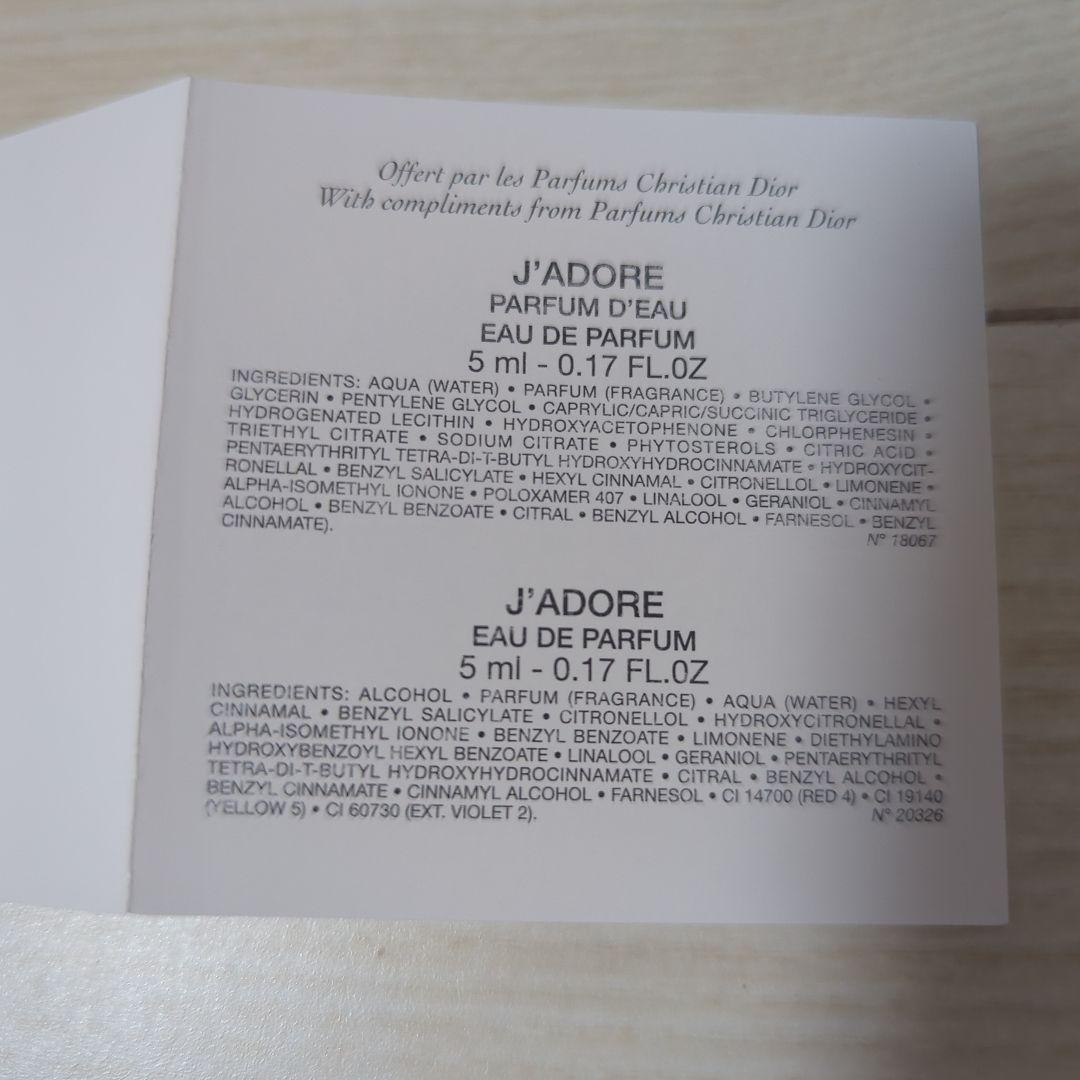 Offert par les Parfums Christian Dior
With compliments from Parfums Christian Dior
J'ADORE
PARFUM D'EAU
EAU DE PARFUM
5 ml - 0.17 FL.OZ
INGREDIENTS: AQUA (WATER) • PARFUM (FRAGRANCE) • BUTYLENE GLYCOL •
GLYCERIN • PENTYLENE GLYCOL • CAPRYLIC/CAPRIC/SUCCINIC TRIGLYCERIDE •
HYDROGENATED LECITHIN • HYDROXYACETOPHENONE • CHLORPHENESIN •
TRIETHYL CITRATE • SODIUM CITRATE • PHYTOSTEROLS • CITRIC ACID •
PENTAERYTHRITYL TETRA-DI-T-BUTYL HYDROXYHYDROCINNAMATE • HYDROXYCIT-
RONELLAL • BENZYL SALICYLATE • HEXYL CINNAMAL • CITRONELLOL • LIMONENE •
ALPHA-ISOMETHYL IONONE • POLOXAMER 407 • LINALOOL • GERANIOL • CINNAMYL
ALCOHOL • BENZYL BENZOATE • CITRAL • BENZYL ALCOHOL • FARNESOL • BENZYL
CINNAMATE).
N° 18067
J'ADORE
EAU DE PARFUM
5 ml - 0.17 FL.OZ
INGREDIENTS: ALCOHOL • PARFUM (FRAGRANCE) • AQUA (WATER) • HEXYL
CINNAMAL • BENZYL SALICYLATE • CITRONELLOL • HYDROXYCITRONELLAL •
ALPHA-ISOMETHYL IONONE • BENZYL BENZOATE • LIMONENE • DIETHYLAMINO
HYDROXYBENZOYL HEXYL BENZOATE • LINALOOL • GERANIOL • PENTAERYTHRITYL
TETRA-DI-T-BUTYL HYDROXYHYDROCINNAMATE • CITRAL • BENZYL ALCOHOL •
BENZYL CINNAMATE • CINNAMYL ALCOHOL • FARNESOL • CI 14700 (RED 4) • CI 19140
(YELLOW 5) • CI 60730 (EXT. VIOLET 2).
N° 20326